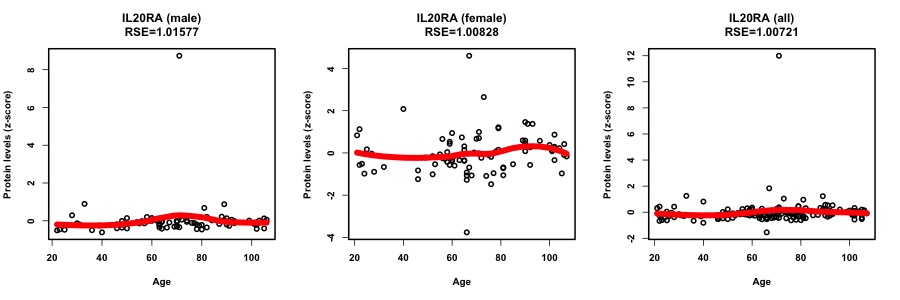 IL20RA (male)
RSE=1.01577
Protein levels (z-score)
8
6
4
2
0
20 40 60 80 100
Age
IL20RA (female)
RSE=1.00828
Protein levels (z-score)
4
2
0
-2
-4
20 40 60 80 100
Age
IL20RA (all)
RSE=1.00721
Protein levels (z-score)
12
10
8
6
4
2
0
-2
20 40 60 80 100
Age